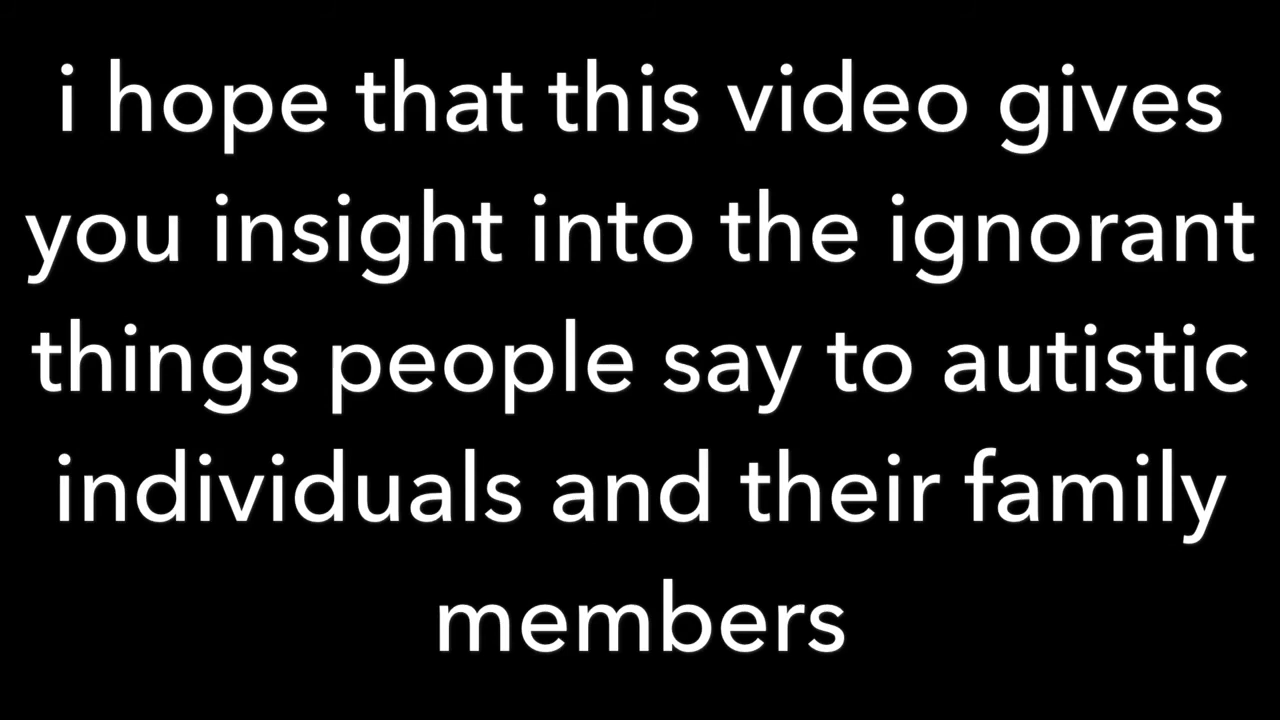 i hope that this video gives
you insight into the ignorant
things people say to autistic
individuals and their family
members